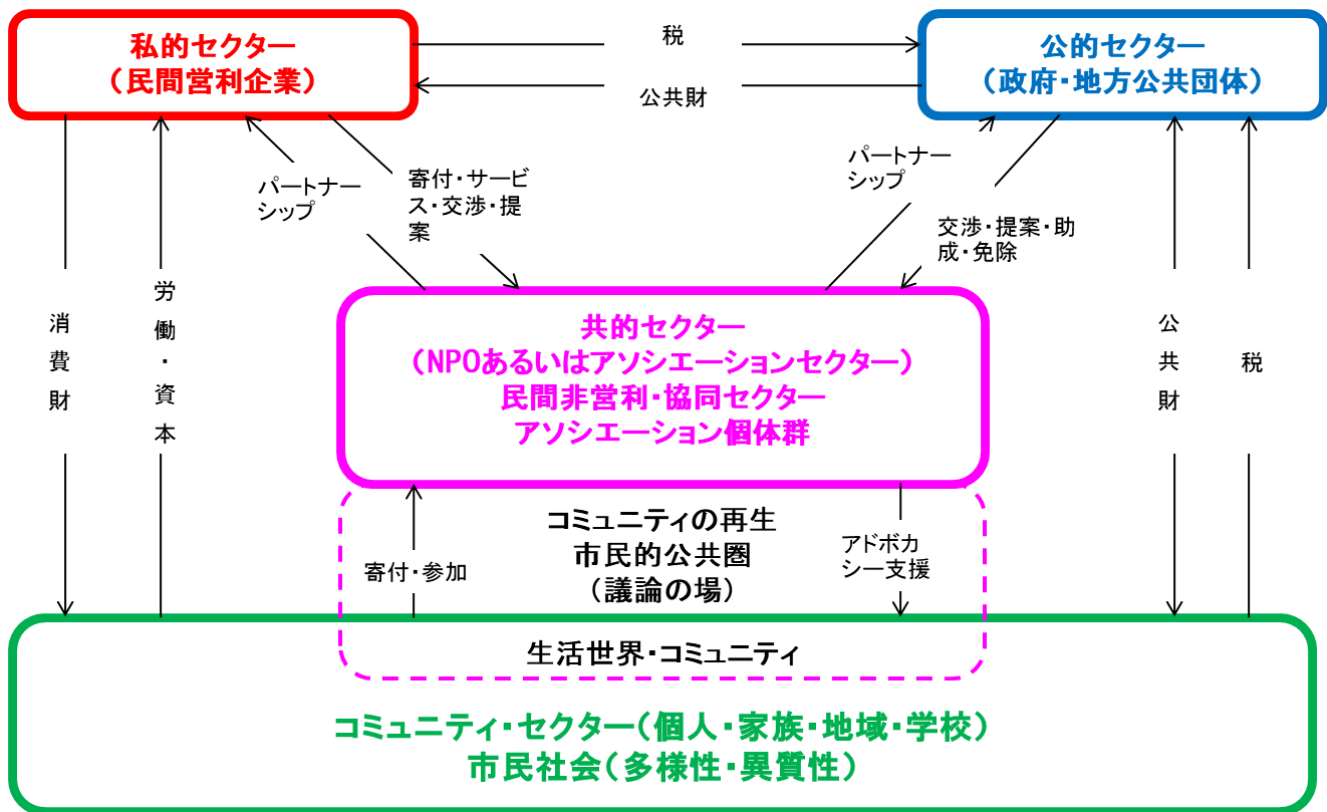 私的セクター
（民間営利企業）
税
公共財
公的セクター
（政府・地方公共団体）
パートナー
シップ
寄付・サービ
ス・交渉・提
案
パートナー
シップ
交渉・提案・助
成・免除
消費財
労働・資本
共的セクター
（NPOあるいはアソシエーションセクター）
民間非営利・協同セクター
アソシエーション個体群
公共財
税
コミュニティの再生
市民的公共圏
（議論の場）
寄付・参加
アドボカ
シー支援
生活世界・コミュニティ
コミュニティ・セクター（個人・家族・地域・学校）
市民社会（多様性・異質性）